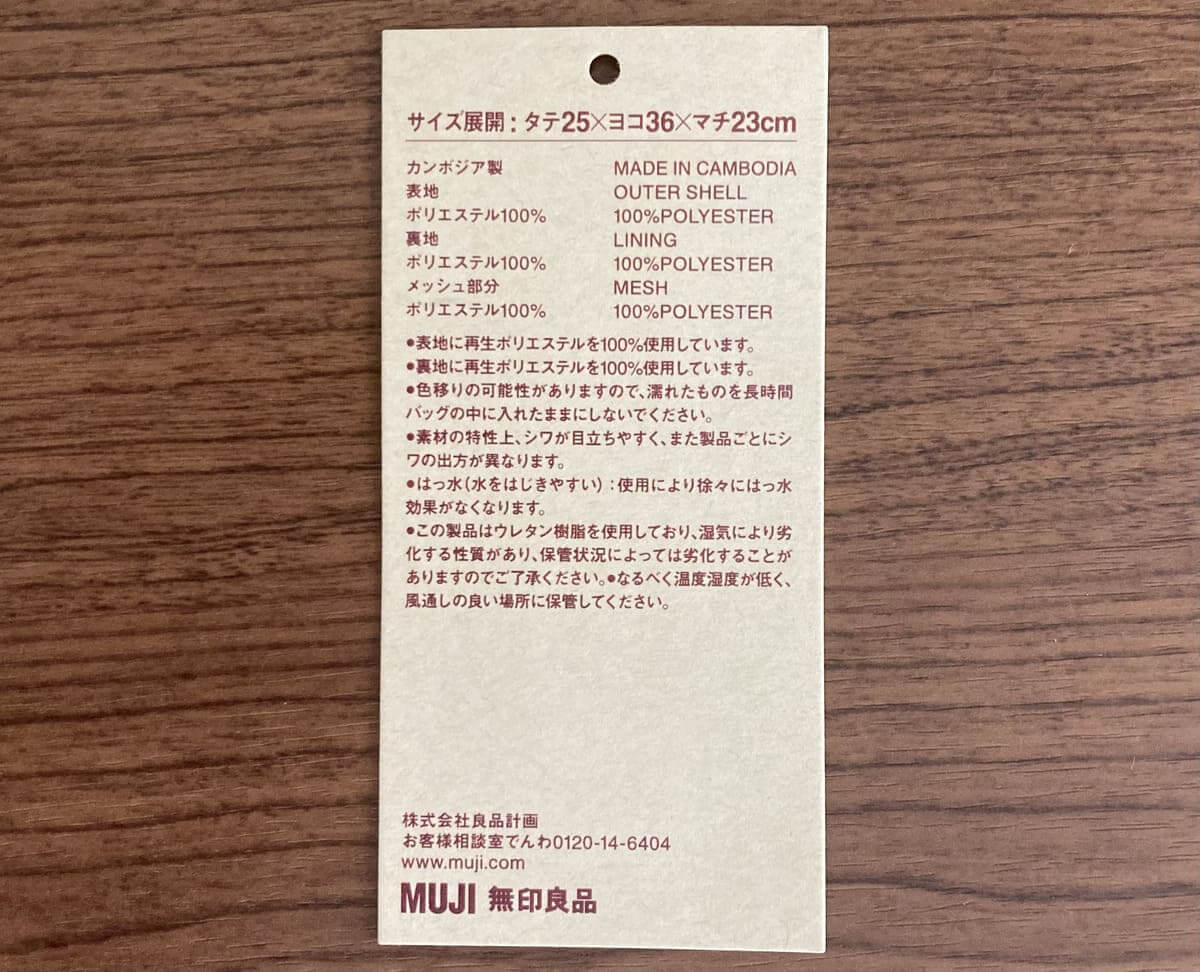 サイズ展開：タテ25×ヨコ36×マチ23cm
カンボジア製 MADE IN CAMBODIA
表地 OUTER SHELL
ポリエステル100% 100%POLYESTER
裏地 LINING
ポリエステル100% 100%POLYESTER
メッシュ部分 MESH
ポリエステル100% 100%POLYESTER
●表地に再生ポリエステルを100%使用しています。
●裏地に再生ポリエステルを100%使用しています。
●色移りの可能性がありますので、濡れたものを長時間
バッグの中に入れたままにしないでください。
●素材の特性上、シワが目立ちやすく、また製品ごとにシ
ワの出方が異なります。
●はっ水（水をはじきやすい）：使用により徐々にはっ水
効果がなくなります。
●この製品はウレタン樹脂を使用しており、湿気により劣
化する性質があり、保管状況によっては劣化することが
ありますのでご了承ください。●なるべく温度湿度が低く、
風通しの良い場所に保管してください。
株式会社良品計画
お客様相談室でんわ0120-14-6404
www.muji.com
MUJI 無印良品